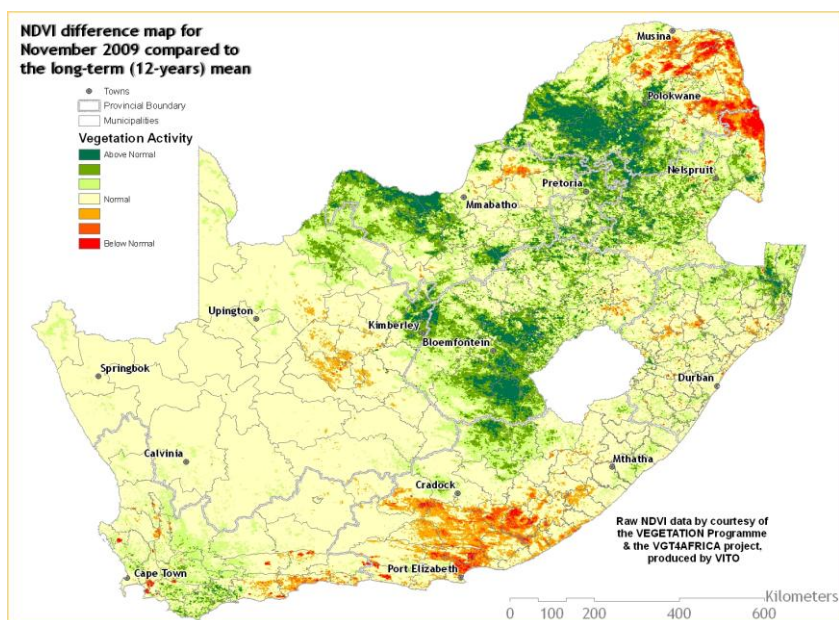 NDVI difference map for
November 2009 compared to
the long-term (12-years) mean
Towns
Provincial Boundary
Municipalities
Vegetation Activity
Above Normal
Normal
Below Normal
Musina
Polokwane
Nelspruit
Pretoria
Mmabatho
Upington
Kimberley
Bloemfontein
Springbok
Durban
Calvinia
Mthatha
Cradock
Raw NDVI data by courtesy of
the VEGETATION Programme
& the VGT4AFRICA project,
produced by VITO
Cape Town
Port Elizabeth
Kilometers
0 100 200 400 600